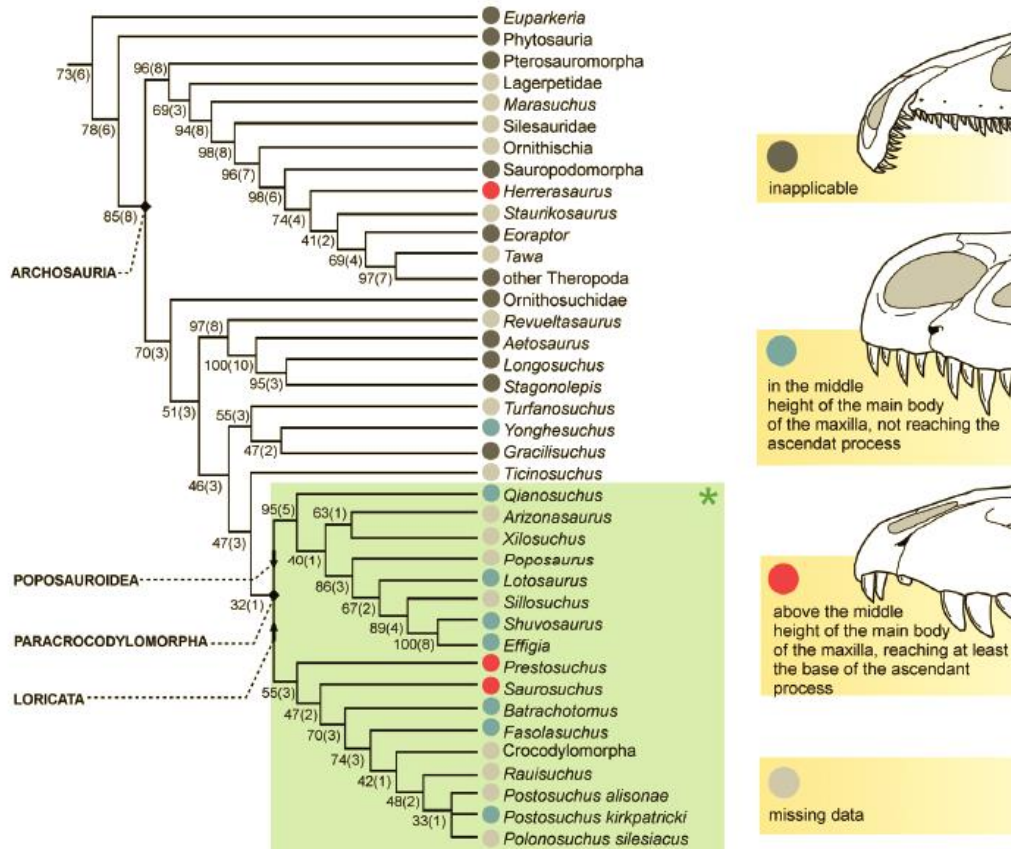 Euparkeria
Phytosauria
Pterosauromorpha
Lagerpetidae
Marasuchus
Silesauridae
Ornithischia
Sauropodomorpha
Herrerasaurus
Staurikosaurus
Eoraptor
Tawa
other Theropoda
Ornithosuchidae
Revueltasaurus
Aetosaurus
Longosuchus
Stagonolepis
Turfanosuchus
Yonghesuchus
Gracilisuchus
Ticinosuchus
Qianosuchus
*
Arizonasaurus
Xilosuchus
Poposaurus
Lotosaurus
Sillosuchus
Shuvosaurus
Effigia
Prestosuchus
Saurosuchus
Batrachotomus
Fasolasuchus
Crocodylomorpha
Rauisuchus
Postosuchus alisonae
Postosuchus kirkpatricki
Polonosuchus silesiacus
73(6)
78(6)
85(8)
96(8)
69(3)
94(8)
98(8)
96(7)
98(6)
74(4)
41(2)
69(4)
97(7)
70(3)
51(3)
97(8)
100(10)
95(3)
46(3)
55(3)
47(2)
47(3)
32(1)
95(5)
63(1)
40(1)
86(3)
67(2)
89(4)
100(8)
55(3)
47(2)
70(3)
74(3)
42(1)
48(2)
33(1)
ARCHOSAURIA
POPOSAUROIDEA
PARACROCODYLOMORPHA
LORICATA
inapplicable
in the middle
height of the main body
of the maxilla, not reaching the
ascendat process
above the middle
height of the main body
of the maxilla, reaching at least
the base of the ascendant
process
missing data